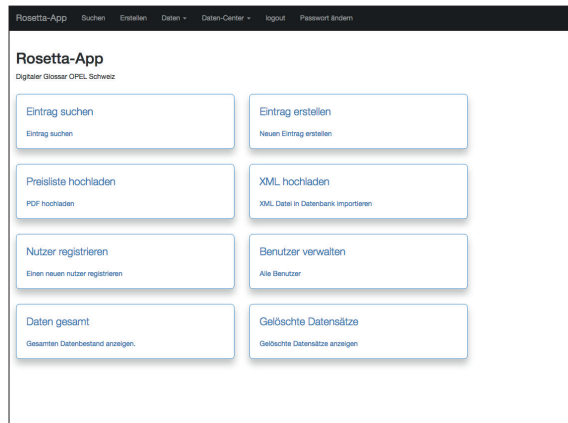 Rosetta-App Suchen Erstellen Daten Daten-Center logout Passwort ändern
Rosetta-App
Digitaler Glossar OPEL Schweiz
Eintrag suchen
Eintrag suchen
Eintrag erstellen
Neuen Eintrag erstellen
Preisliste hochladen
PDF hochladen
XML hochladen
XML Datei in Datenbank importieren
Nutzer registrieren
Einen neuen nutzer registrieren
Benutzer verwalten
Alle Benutzer
Daten gesamt
Gesamten Datenbestand anzeigen.
Gelöschte Datensätze
Gelöschte Datensätze anzeigen